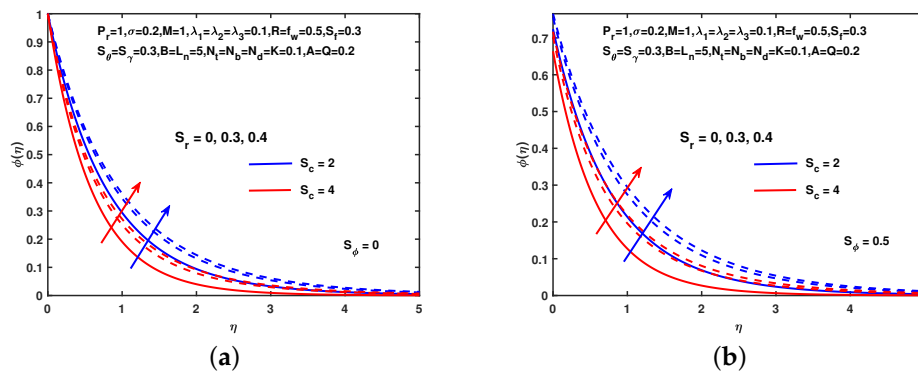 P_r=1,σ=0.2,M=1,λ_1=λ_2=λ_3=0.1,R=f_w=0.5,S_f=0.3
S_θ=S_γ=0.3,B=L_n=5,N_t=N_b=N_d=K=0.1,A=Q=0.2
S_r = 0, 0.3, 0.4
S_c = 2
S_c = 4
S_ϕ = 0
ϕ(η)
1
0.9
0.8
0.7
0.6
0.5
0.4
0.3
0.2
0.1
0
0 1 2 3 4 5
η
(a)
P_r=1,σ=0.2,M=1,λ_1=λ_2=λ_3=0.1,R=f_w=0.5,S_f=0.3
S_θ=S_γ=0.3,B=L_n=5,N_t=N_b=N_d=K=0.1,A=Q=0.2
S_r = 0, 0.3, 0.4
S_c = 2
S_c = 4
S_ϕ = 0.5
ϕ(η)
0.7
0.6
0.5
0.4
0.3
0.2
0.1
0
0 1 2 3 4
η
(b)